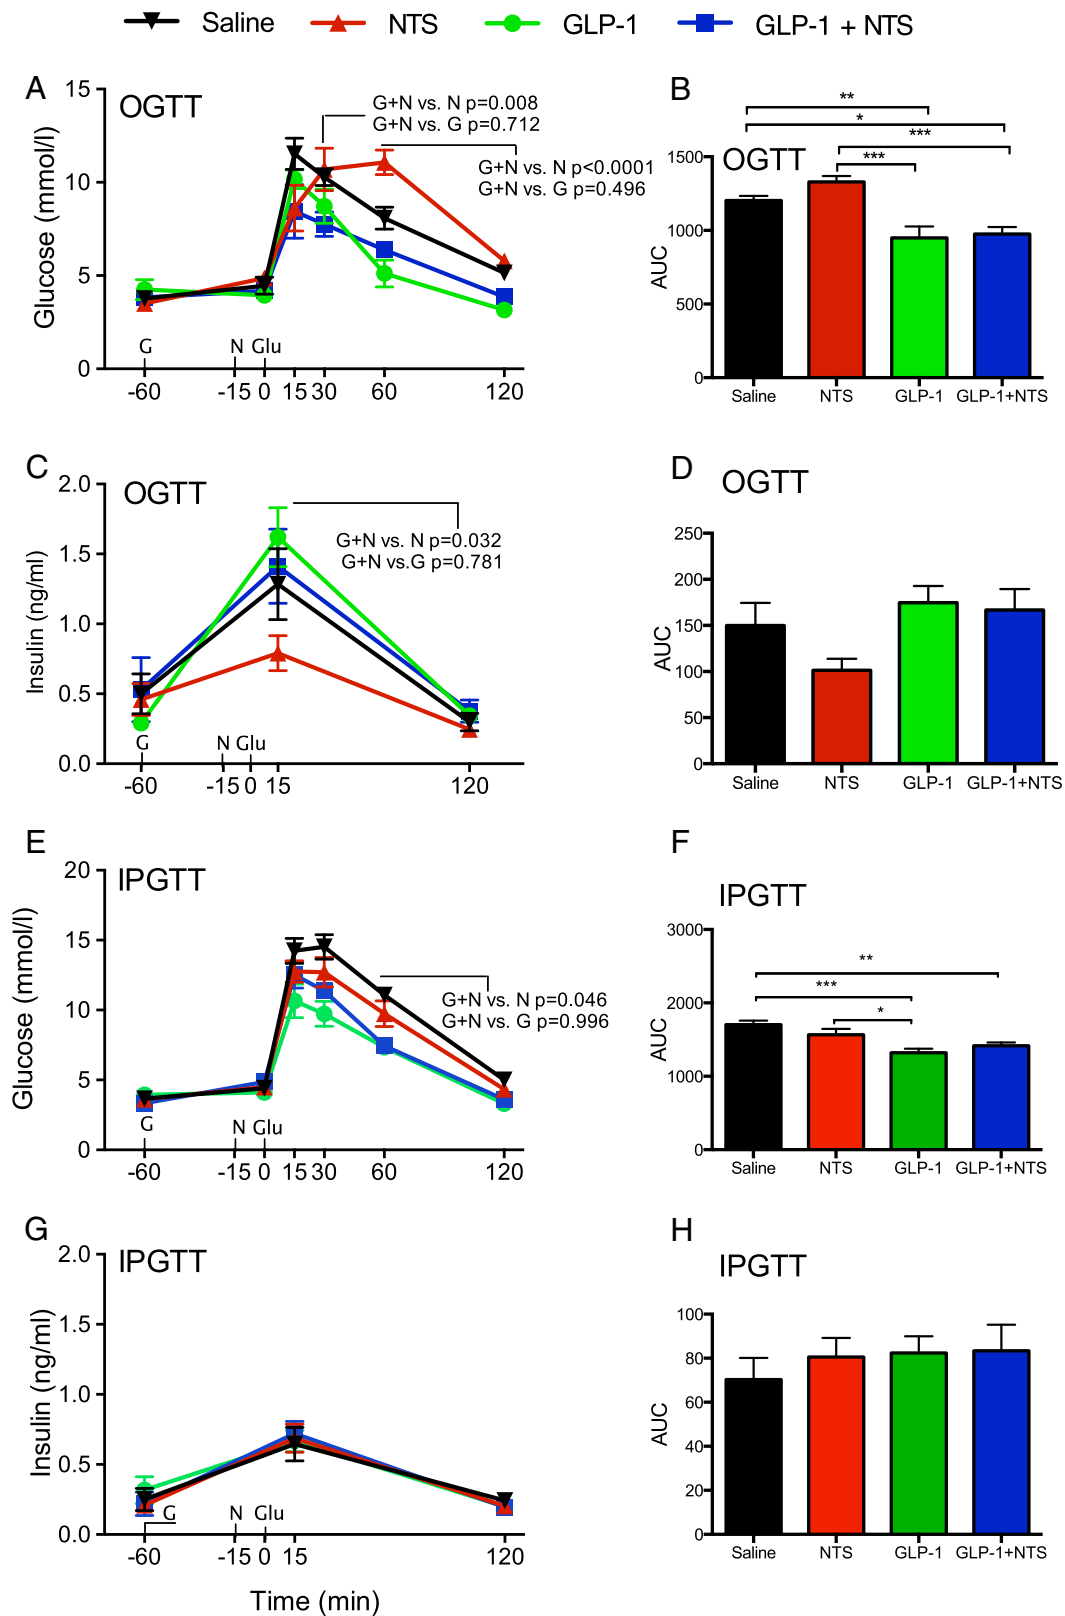 Saline NTS GLP-1 GLP-1 + NTS
A
OGTT
Glucose (mmol/l)
15
10
5
0
G+N vs. N p=0.008
G+N vs. G p=0.712
G+N vs. N p<0.0001
G+N vs. G p=0.496
G N Glu
-60 -15 0 15 30 60 120
B
OGTT
AUC
1500
1000
500
0
**
*
***
***
Saline NTS GLP-1 GLP-1+NTS
C
OGTT
Insulin (ng/ml)
2.0
1.5
1.0
0.5
0.0
G+N vs. N p=0.032
G+N vs.G p=0.781
G N Glu
-60 -15 0 15 120
D
OGTT
AUC
250
200
150
100
50
0
Saline NTS GLP-1 GLP-1+NTS
E
IPGTT
Glucose (mmol/l)
20
15
10
5
0
G+N vs. N p=0.046
G+N vs. G p=0.996
G N Glu
-60 -15 0 15 30 60 120
F
IPGTT
AUC
3000
2000
1000
0
**
***
*
Saline NTS GLP-1 GLP-1+NTS
G
IPGTT
Insulin (ng/ml)
2.0
1.5
1.0
0.5
0.0
G N Glu
-60 -15 0 15 120
Time (min)
H
IPGTT
AUC
100
80
60
40
20
0
Saline NTS GLP-1 GLP-1+NTS